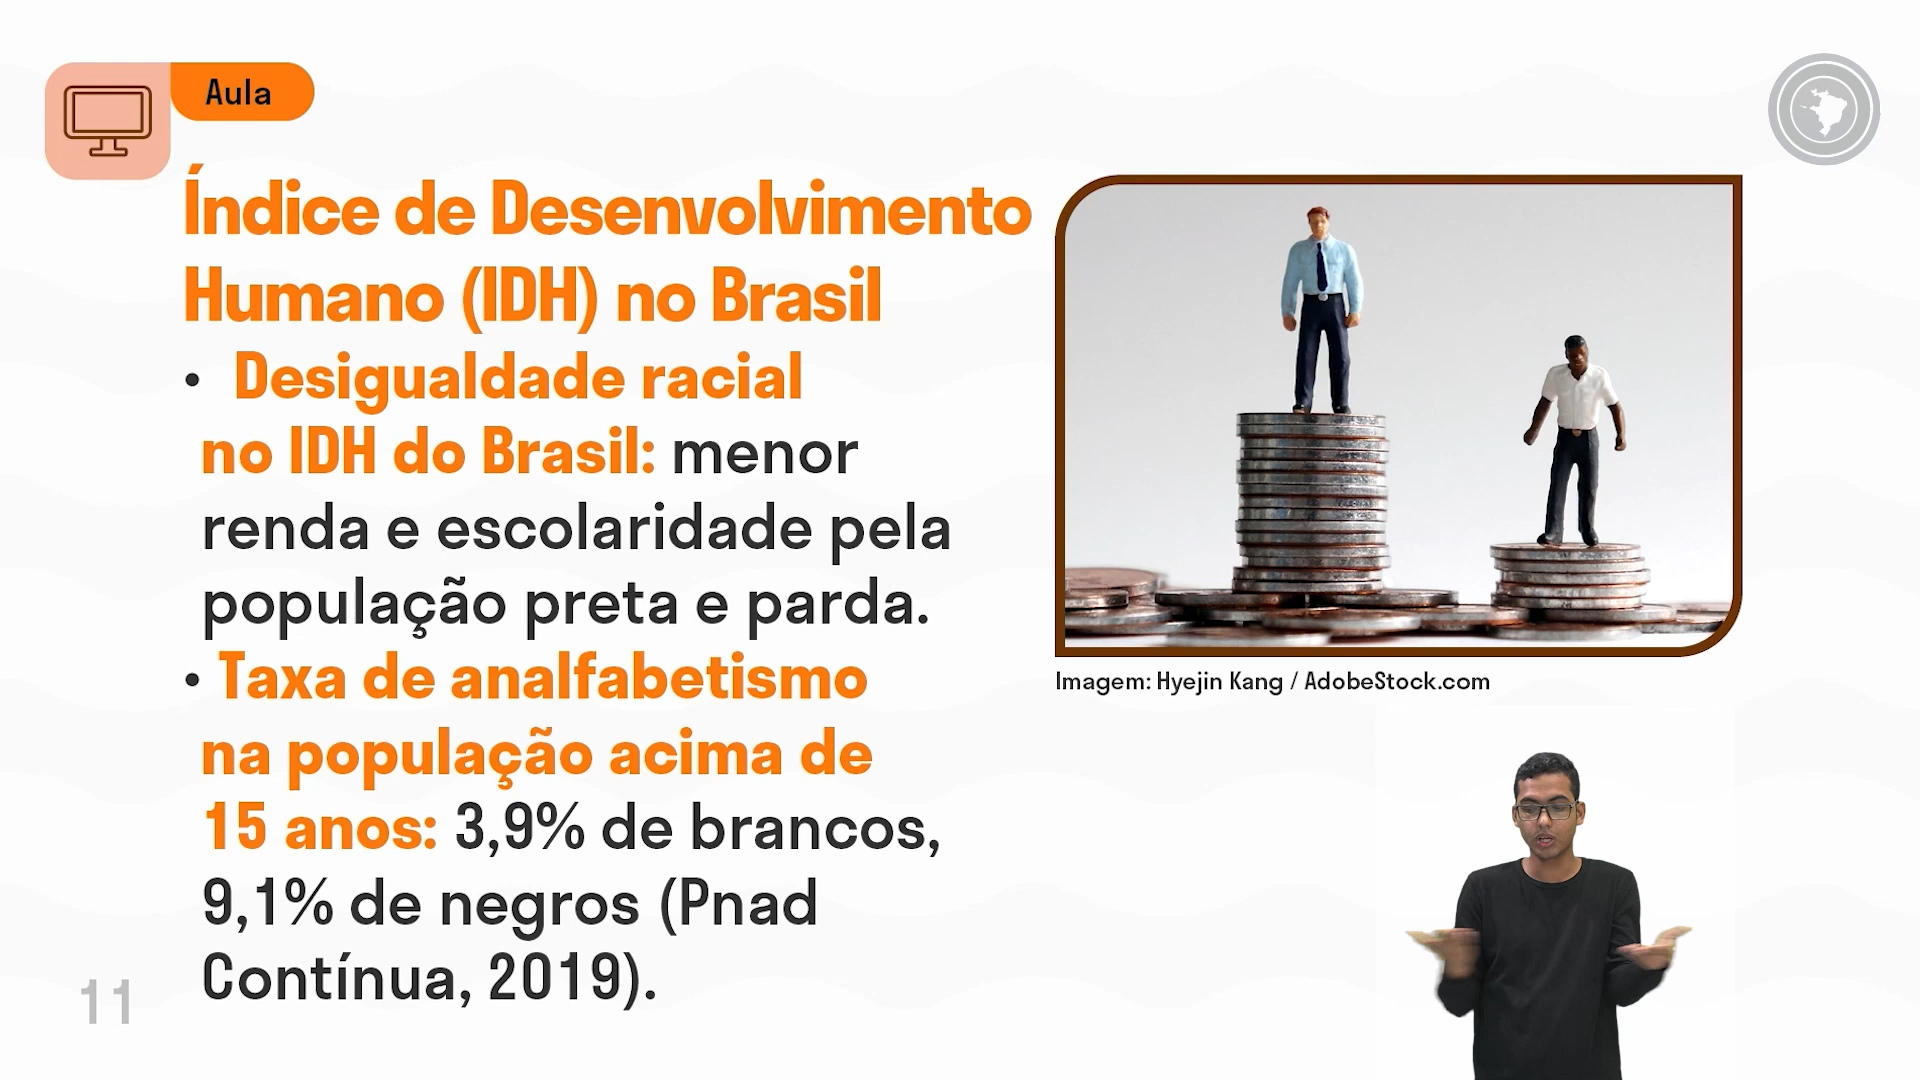 Aula
Índice de Desenvolvimento
Humano (IDH) no Brasil
• Desigualdade racial
no IDH do Brasil: menor
renda e escolaridade pela
população preta e parda.
• Taxa de analfabetismo
na população acima de
15 anos: 3,9% de brancos,
9,1% de negros (Pnad
Contínua, 2019).
Imagem: Hyejin Kang / AdobeStock.com
11